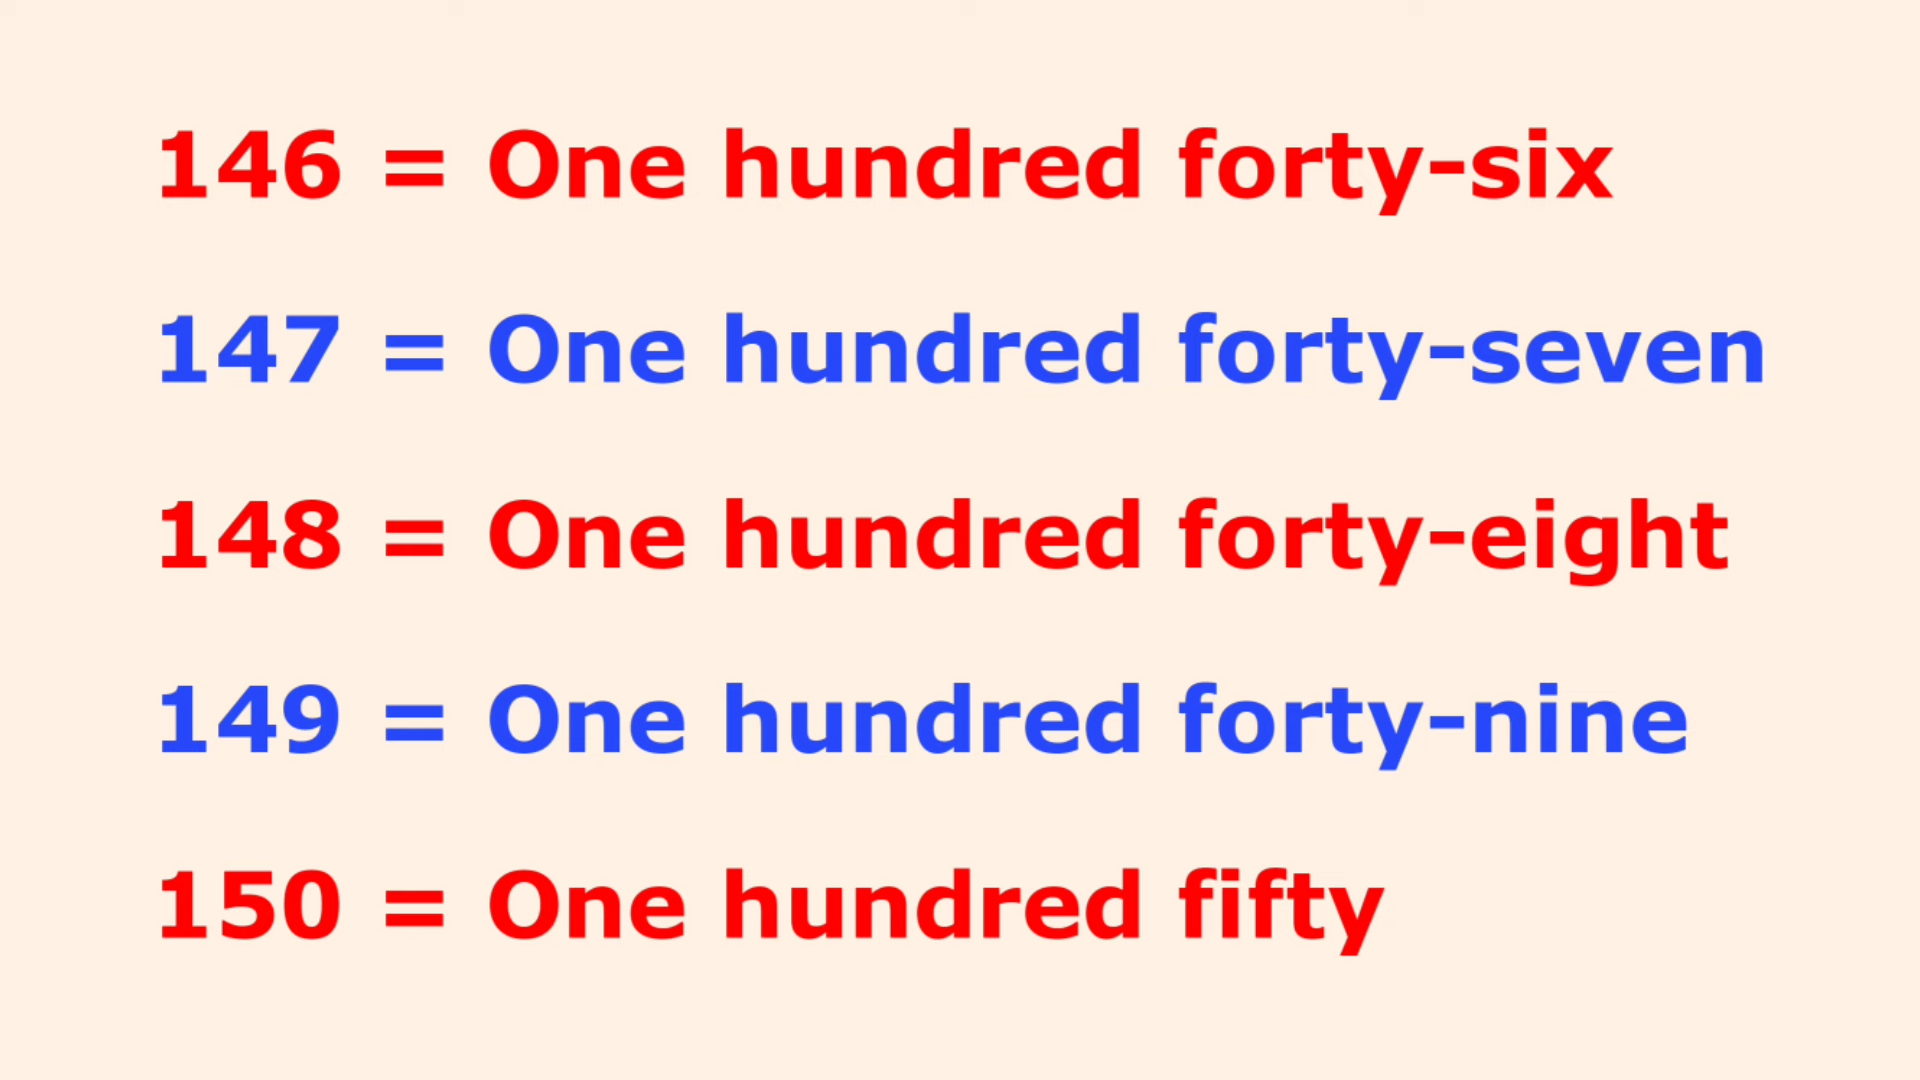 146 = One hundred forty-six
147 = One hundred forty-seven
148 = One hundred forty-eight
149 = One hundred forty-nine
150 = One hundred fifty